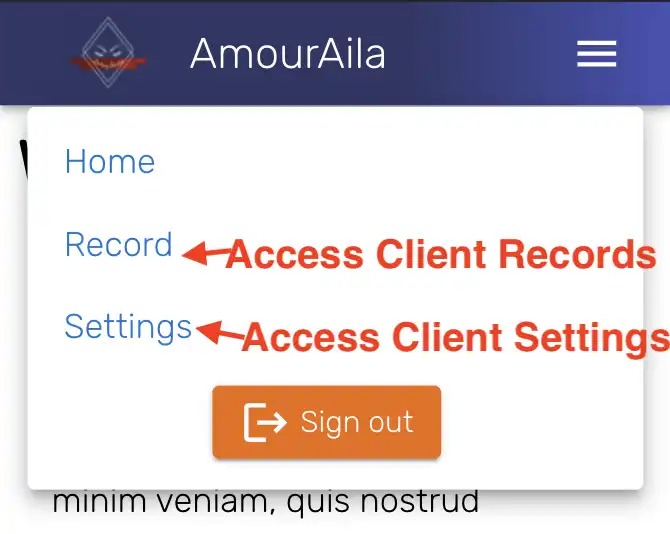 AmourAila
Home
Record
Access Client Records
Settings
Access Client Settings
Sign out
minim veniam, quis nostrud